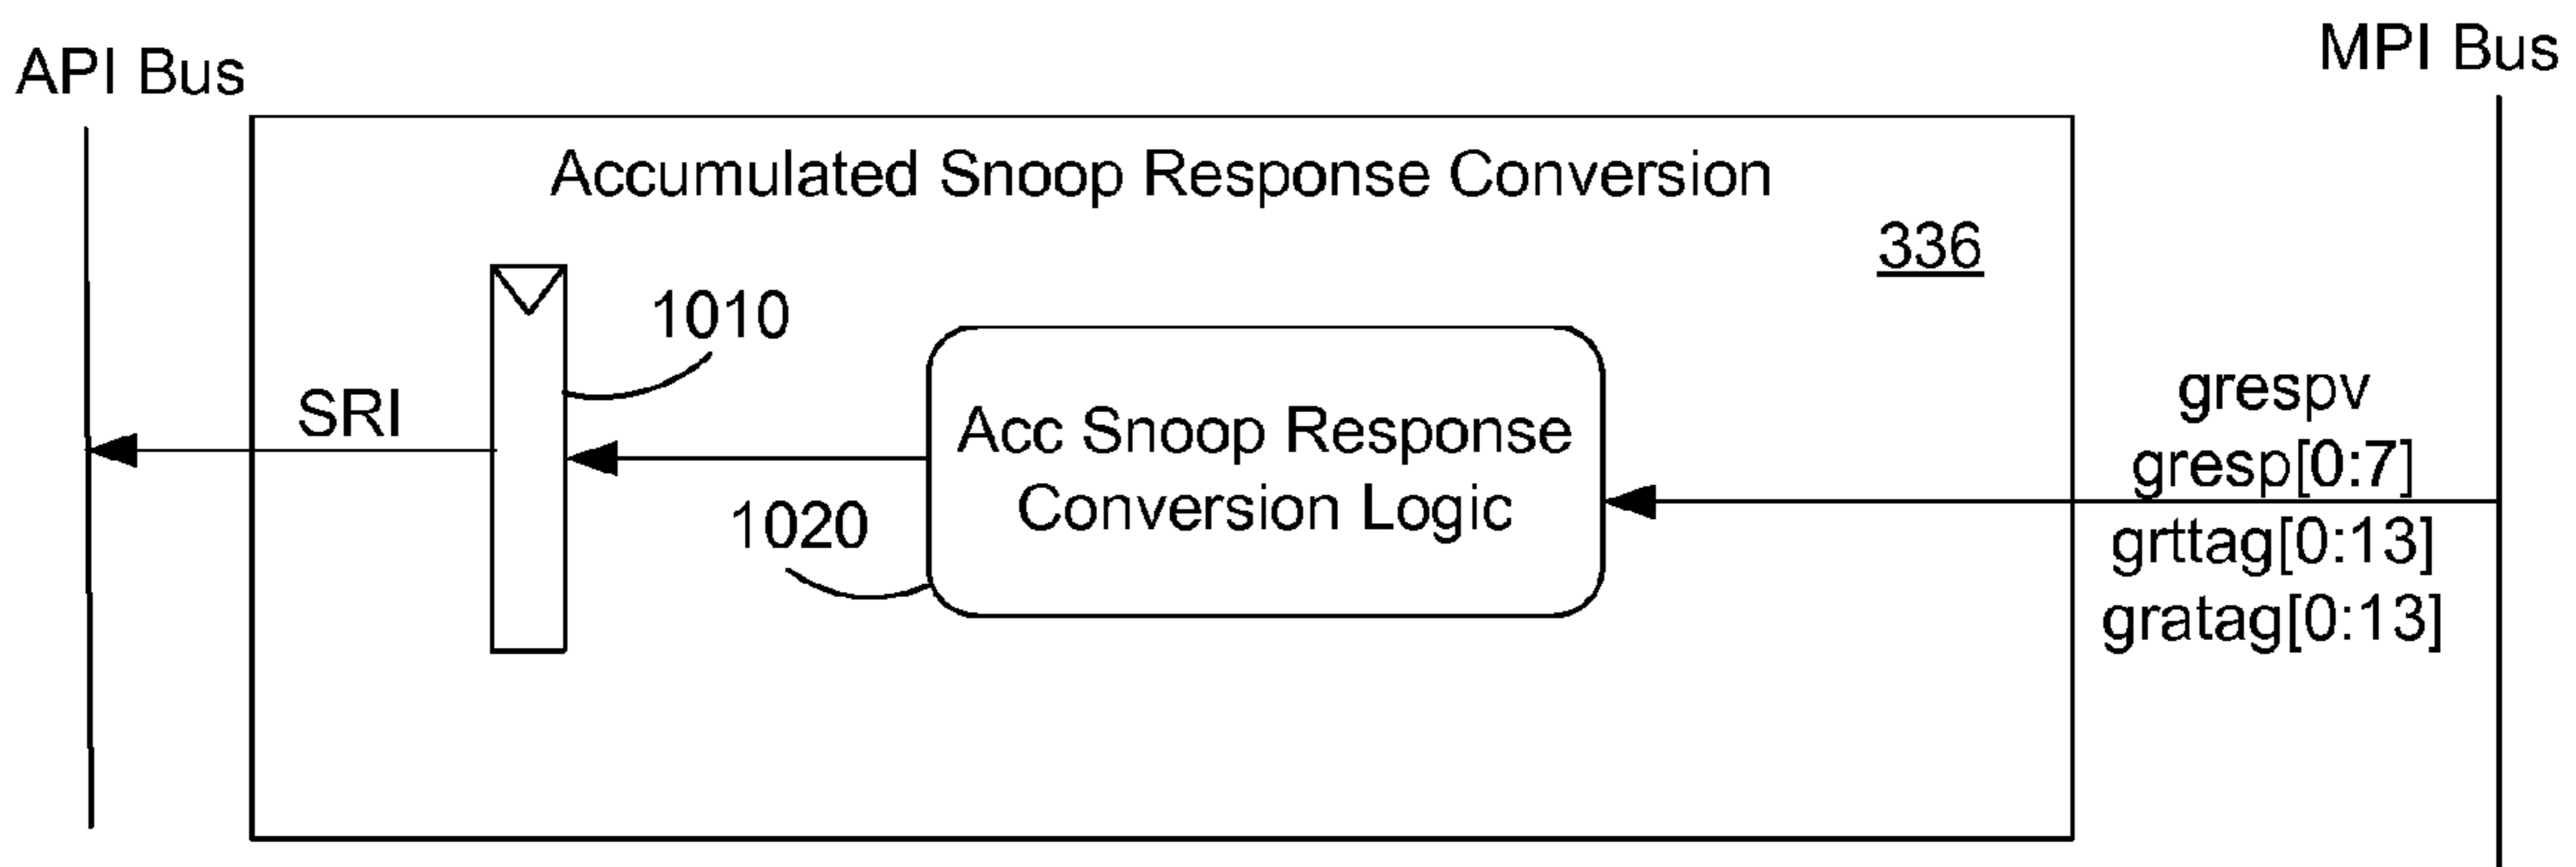 API Bus
MPI Bus
Accumulated Snoop Response Conversion
336
1010
SRI
Acc Snoop Response
Conversion Logic
1020
grespv
gresp[0:7]
grttag[0:13]
gratag[0:13]